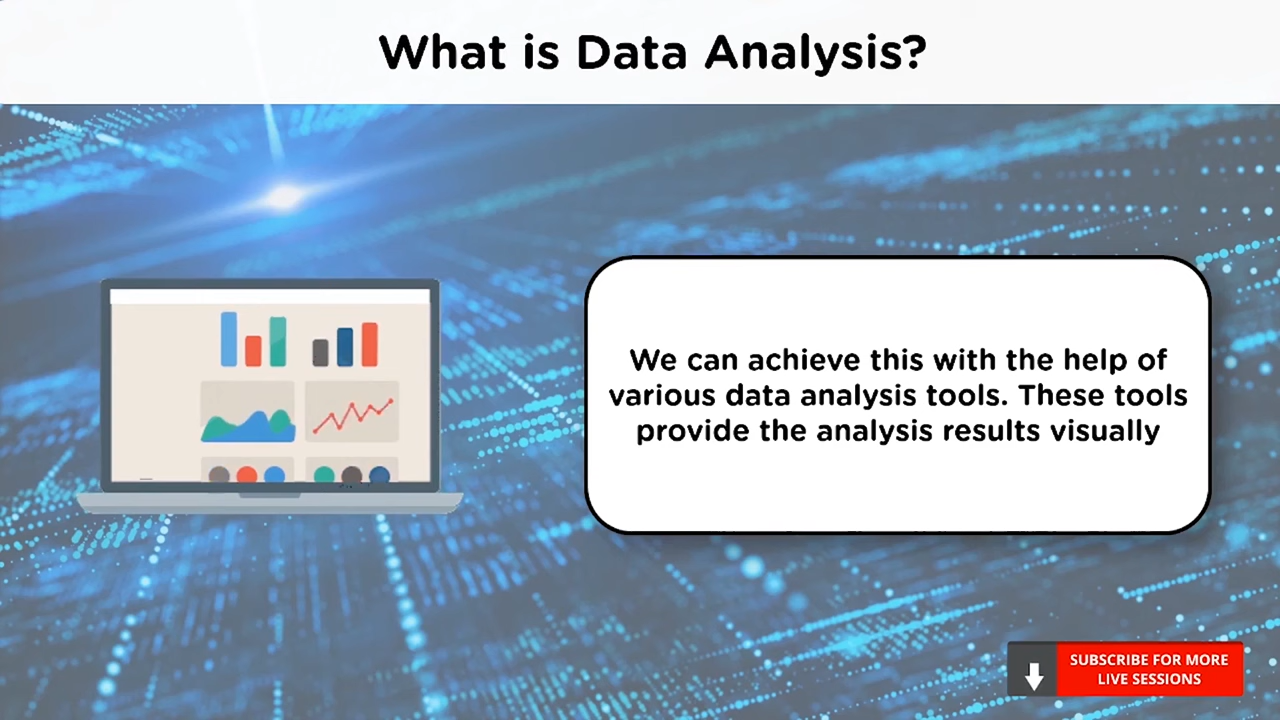 What is Data Analysis?
We can achieve this with the help of
various data analysis tools. These tools
provide the analysis results visually
SUBSCRIBE FOR MORE
LIVE SESSIONS